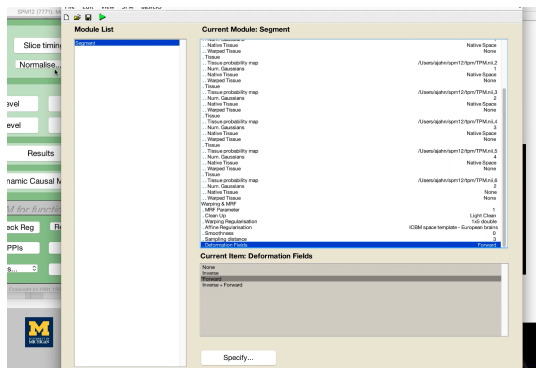 SPM12 (7771): M
File Edit View SPM BasicIO
Module List
Current Module: Segment
Slice timin
Normalise...
evel
evel
Results
namic Causal M
M for functio
eck Reg
Re
PPIs
s...
Segment
. . Num. Gaussians 1
. . Native Tissue Native Space
. . Warped Tissue None
. Tissue
. . Tissue probability map /Users/ajahn/spm12/tpm/TPM.nii,2
. . Num. Gaussians 1
. . Native Tissue Native Space
. . Warped Tissue None
. Tissue
. . Tissue probability map /Users/ajahn/spm12/tpm/TPM.nii,3
. . Num. Gaussians 2
. . Native Tissue Native Space
. . Warped Tissue None
. Tissue
. . Tissue probability map /Users/ajahn/spm12/tpm/TPM.nii,4
. . Num. Gaussians 3
. . Native Tissue Native Space
. . Warped Tissue None
. Tissue
. . Tissue probability map /Users/ajahn/spm12/tpm/TPM.nii,5
. . Num. Gaussians 4
. . Native Tissue Native Space
. . Warped Tissue None
. Tissue
. . Tissue probability map /Users/ajahn/spm12/tpm/TPM.nii,6
. . Num. Gaussians 2
. . Native Tissue None
. . Warped Tissue None
Warping & MRF
. MRF Parameter 1
. Clean Up Light Clean
. Warping Regularisation 1x5 double
. Affine Regularisation ICBM space template - European brains
. Smoothness 0
. Sampling distance 3
. Deformation Fields Forward
Current Item: Deformation Fields
None
Inverse
Forward
Inverse + Forward
Specify...
M
MICHIGAN